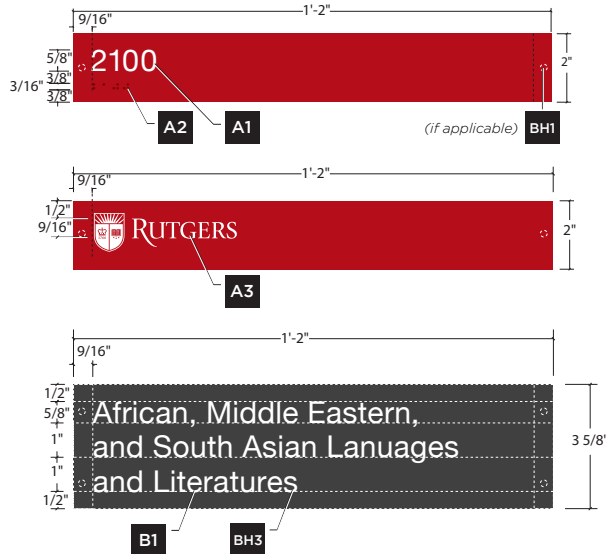 1'-2"
9/16"
5/8"
2100
2"
3/8"
3/16"
3/8"
A2
A1
(if applicable)
BH1
1'-2"
9/16"
1/2"
9/16"
RUTGERS
2"
A3
1'-2"
9/16"
1/2"
5/8"
African, Middle Eastern,
1"
and South Asian Lanuages
3 5/8'
1"
and Literatures
1/2"
B1
BH3